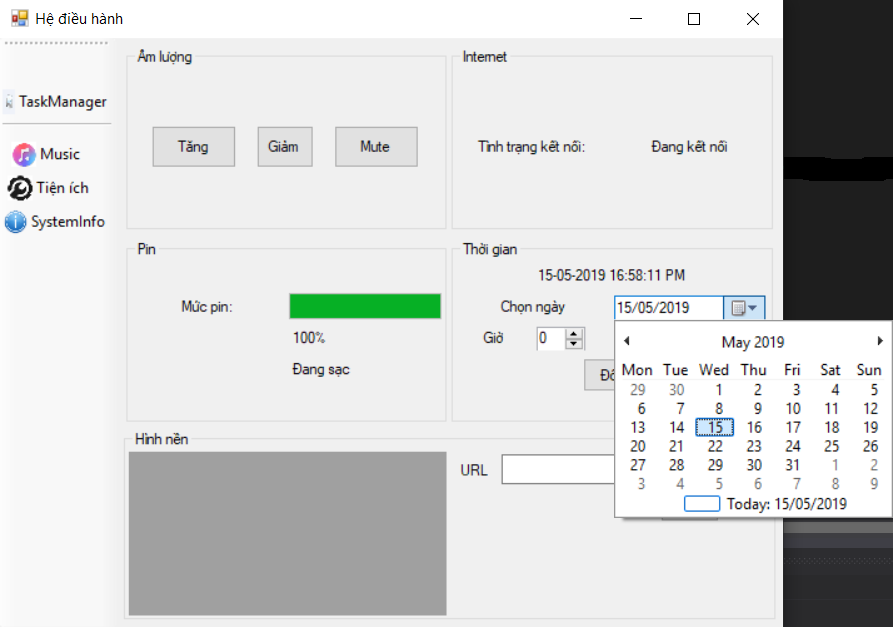 Hệ điều hành
TaskManager
Music
Tiện ích
SystemInfo
Âm lượng
Tăng
Giảm
Mute
Internet
Tình trạng kết nối:
Đang kết nối
Pin
Mức pin:
100%
Đang sạc
Thời gian
15-05-2019 16:58:11 PM
Chọn ngày
15/05/2019
Giờ
0
May 2019
Mon Tue Wed Thu Fri Sat Sun
29 30 1 2 3 4 5
6 7 8 9 10 11 12
13 14 15 16 17 18 19
20 21 22 23 24 25 26
27 28 29 30 31 1 2
3 4 5 6 7 8 9
Today: 15/05/2019
Hình nền
URL